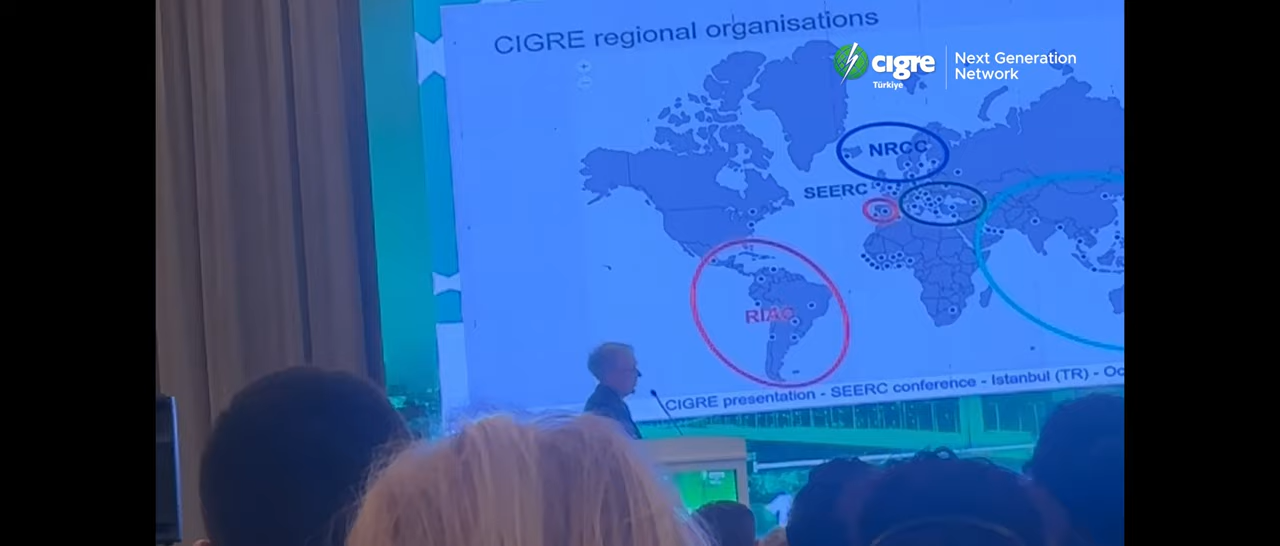 CIGRE regional organisations
cigre
Türkiye
Next Generation
Network
NRCC
SEERC
RIAC
CIGRE presentation - SEERC conference - Istanbul (TR) - Oc